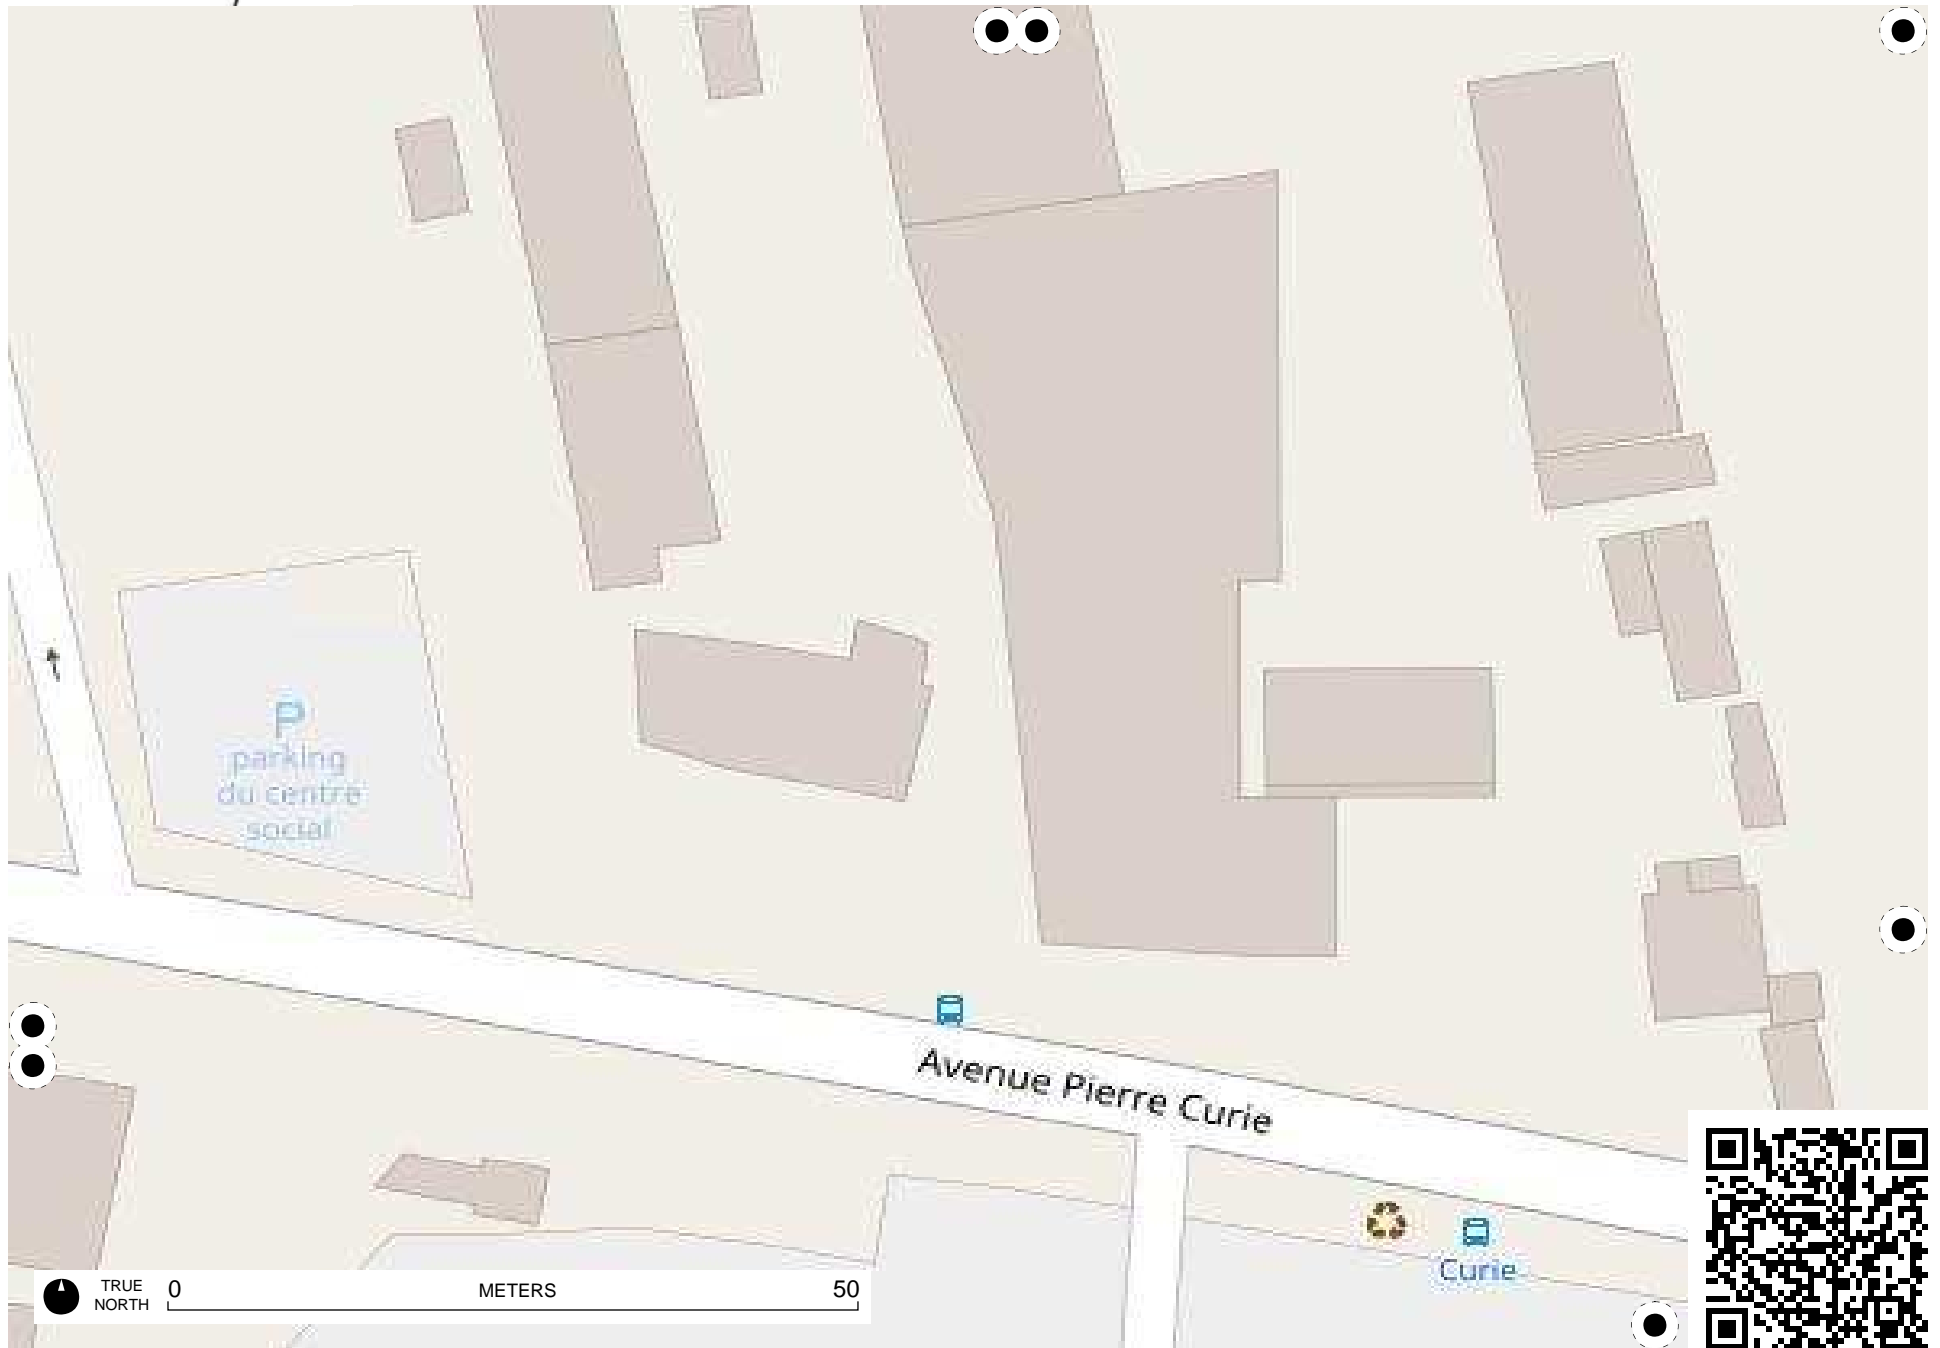 P
parking
du centre
social
Avenue Pierre Curie
Curie
TRUE
NORTH
0 METERS 50